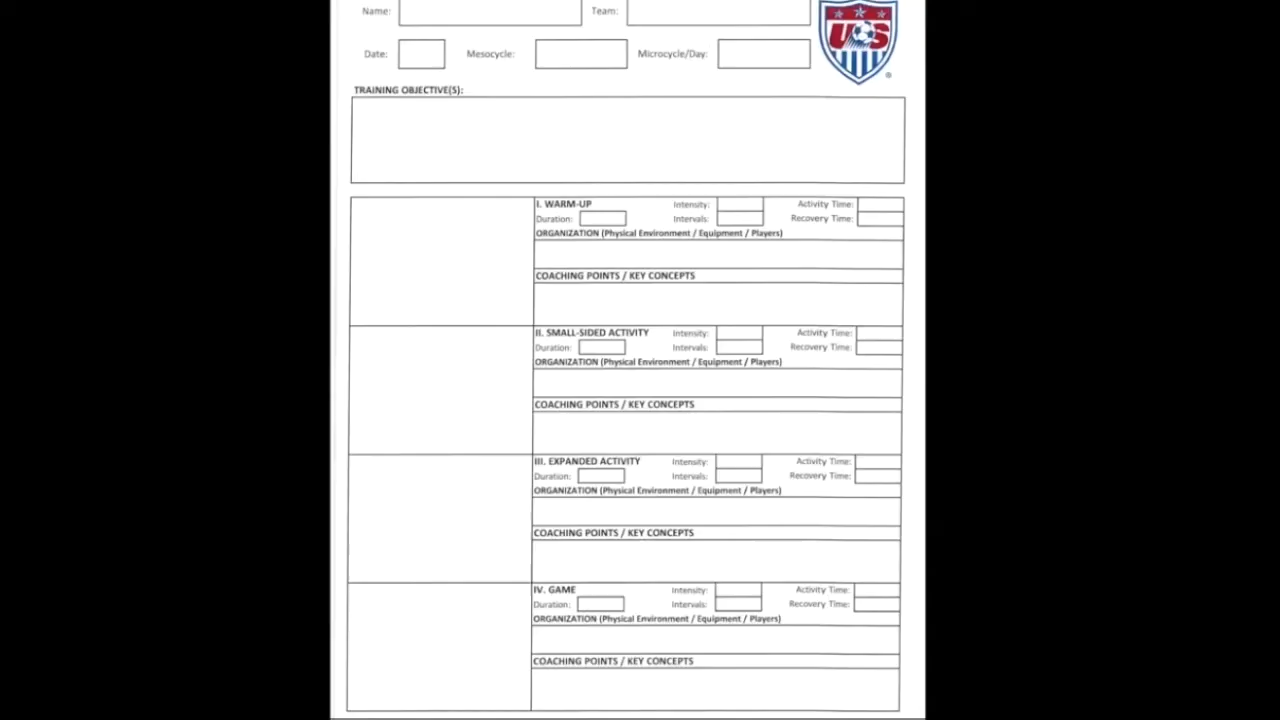 Name: Team:
Date: Mesocycle: Microcycle/Day:
US
®
TRAINING OBJECTIVE(S):
I. WARM-UP Intensity: Activity Time:
Duration: Intervals: Recovery Time:
ORGANIZATION (Physical Environment / Equipment / Players)
COACHING POINTS / KEY CONCEPTS
II. SMALL-SIDED ACTIVITY Intensity: Activity Time:
Duration: Intervals: Recovery Time:
ORGANIZATION (Physical Environment / Equipment / Players)
COACHING POINTS / KEY CONCEPTS
III. EXPANDED ACTIVITY Intensity: Activity Time:
Duration: Intervals: Recovery Time:
ORGANIZATION (Physical Environment / Equipment / Players)
COACHING POINTS / KEY CONCEPTS
IV. GAME Intensity: Activity Time:
Duration: Intervals: Recovery Time:
ORGANIZATION (Physical Environment / Equipment / Players)
COACHING POINTS / KEY CONCEPTS